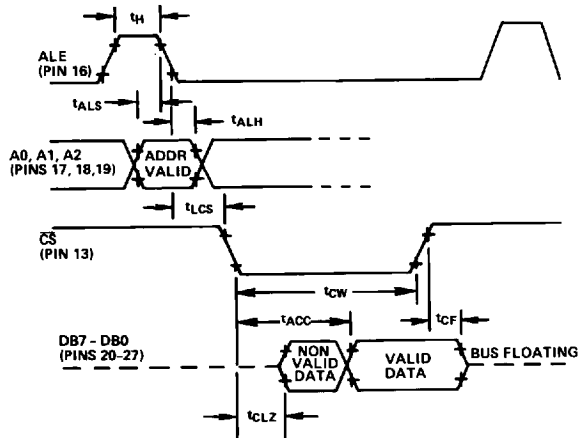 tH
ALE
(PIN 16)
tALS
tALH
A0, A1, A2
(PINS 17, 18,19)
ADDR
VALID
tLCS
CS
(PIN 13)
tCW
tACC
tCF
DB7 - DB0
(PINS 20-27)
NON
VALID
DATA
VALID
DATA
BUS FLOATING
tCLZ